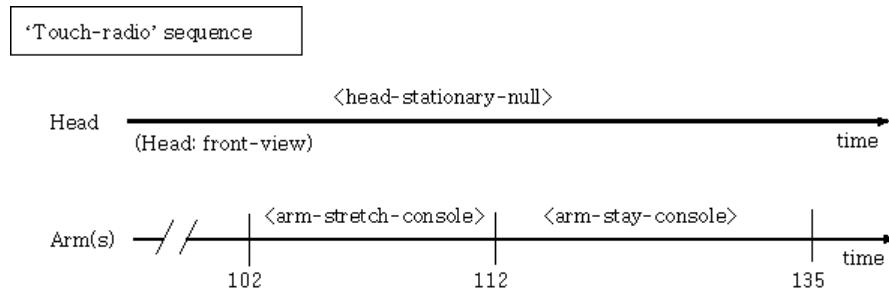 ‘Touch-radio’ sequence
<head-stationary-null>
Head
time
(Head: front-view)
<arm-stretch-console> <arm-stay-console>
Arm(s)
time
102 112 135